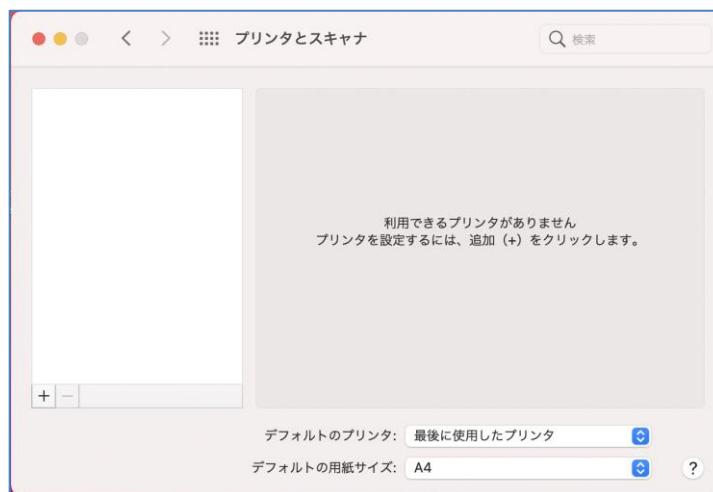 プリンタとスキャナ
検索
利用できるプリンタがありません
プリンタを設定するには、追加（+）をクリックします。
+ −
デフォルトのプリンタ: 最後に使用したプリンタ
デフォルトの用紙サイズ: A4
?